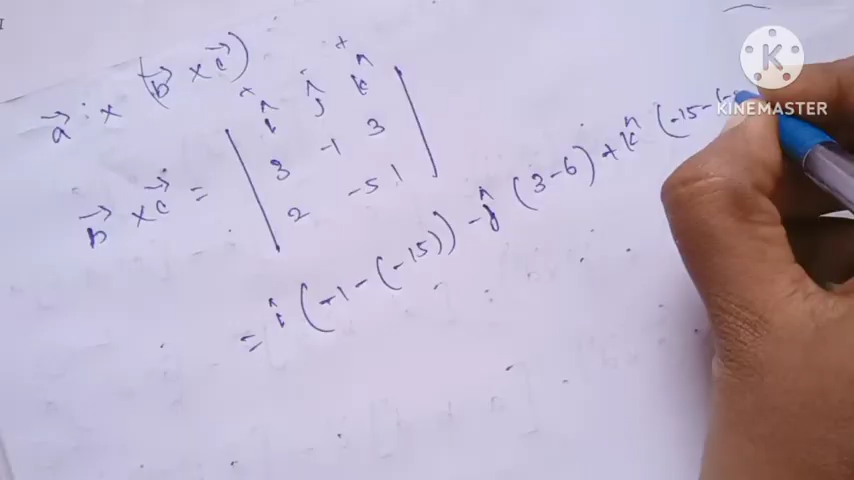 a⃗ × (b⃗ × c⃗)
b⃗ × c⃗ = | î ĵ k̂ |
3 -1 3
2 -5 1
= î (-1 - (-15)) - ĵ (3 - 6) + k̂ (-15 - (-
K
KINEMASTER